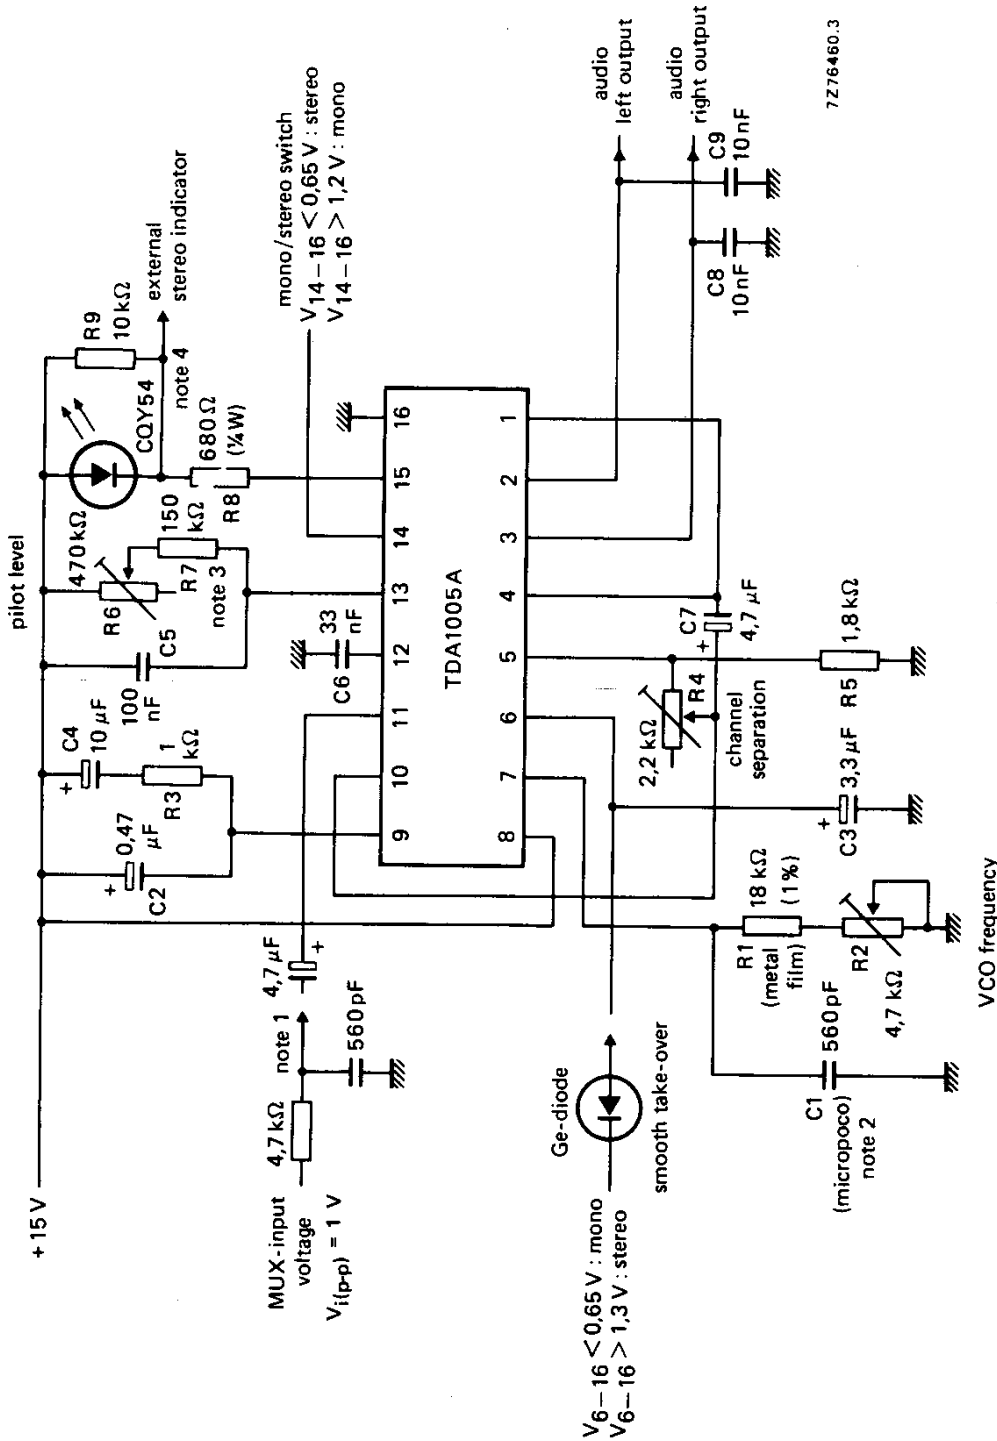 +15 V
pilot level
C2
0,47
µF
+
C4
10 µF
+
R3
1
kΩ
100
nF
C5
R6
470 kΩ
R7
150
kΩ
note 3
CQY54
R8
680 Ω
(¼W)
R9
10 kΩ
note 4
external
stereo indicator
mono/stereo switch
V14–16 < 0,65 V : stereo
V14–16 > 1,2 V : mono
MUX-input
voltage
Vi(p-p) = 1 V
4,7 kΩ
note 1
560 pF
4,7 µF
+
C6
33
nF
9
10
11
12
13
14
15
16
TDA1005A
8
7
6
5
4
3
2
1
V6–16 < 0,65 V : mono
V6–16 > 1,3 V : stereo
Ge-diode
smooth take-over
C1
560 pF
(micropoco)
note 2
R1
18 kΩ
(metal
film)
(1%)
R2
4,7 kΩ
VCO frequency
C3
3,3 µF
+
2,2 kΩ
R4
channel
separation
R5
1,8 kΩ
C7
4,7 µF
+
C8
10 nF
C9
10 nF
audio
left output
audio
right output
7Z76460.3